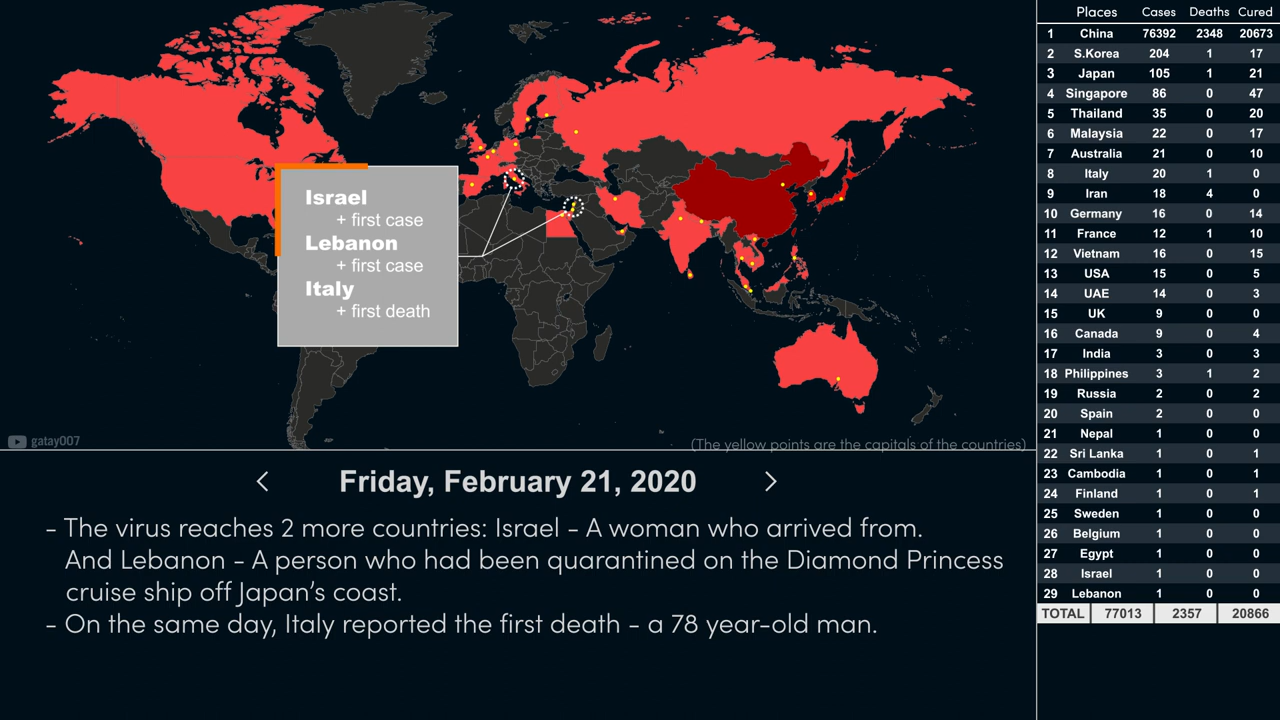 Israel
+ first case
Lebanon
+ first case
Italy
+ first death
gatay007
(The yellow points are the capitals of the countries)
Friday, February 21, 2020
- The virus reaches 2 more countries: Israel - A woman who arrived from.
And Lebanon - A person who had been quarantined on the Diamond Princess
cruise ship off Japan's coast.
- On the same day, Italy reported the first death - a 78 year-old man.
Places Cases Deaths Cured
1 China 76392 2348 20673
2 S.Korea 204 1 17
3 Japan 105 1 21
4 Singapore 86 0 47
5 Thailand 35 0 20
6 Malaysia 22 0 17
7 Australia 21 0 10
8 Italy 20 1 0
9 Iran 18 4 0
10 Germany 16 0 14
11 France 12 1 10
12 Vietnam 16 0 15
13 USA 15 0 5
14 UAE 14 0 3
15 UK 9 0 0
16 Canada 9 0 4
17 India 3 0 3
18 Philippines 3 1 2
19 Russia 2 0 2
20 Spain 2 0 0
21 Nepal 1 0 0
22 Sri Lanka 1 0 1
23 Cambodia 1 0 1
24 Finland 1 0 1
25 Sweden 1 0 0
26 Belgium 1 0 0
27 Egypt 1 0 0
28 Israel 1 0 0
29 Lebanon 1 0 0
TOTAL 77013 2357 20866